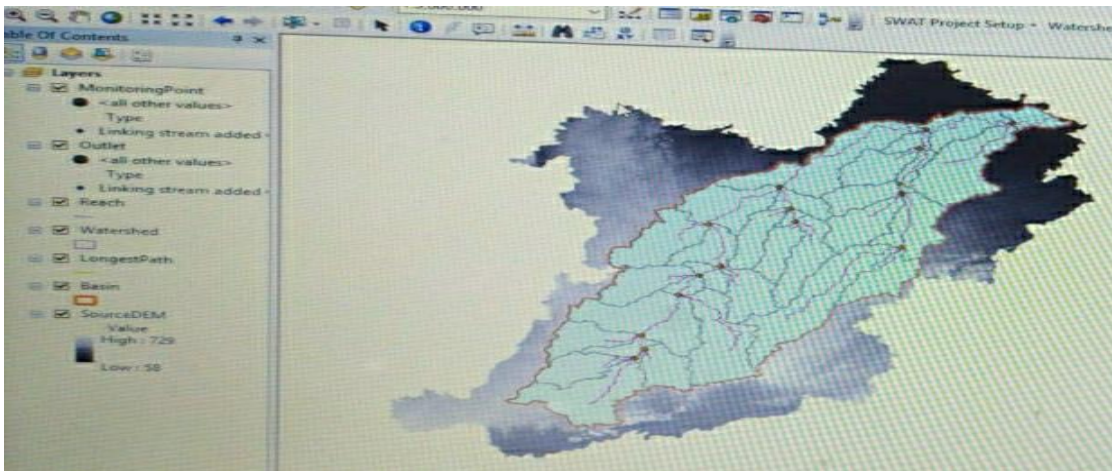 SWAT Project Setup
Watershe
ble Of Contents
Layers
MonitoringPoint
<all other values>
Type
Linking stream added
Outlet
<all other values>
Type
Linking stream added
Reach
Watershed
LongestPath
Basin
SourceDEM
Value
High : 729
Low : 58